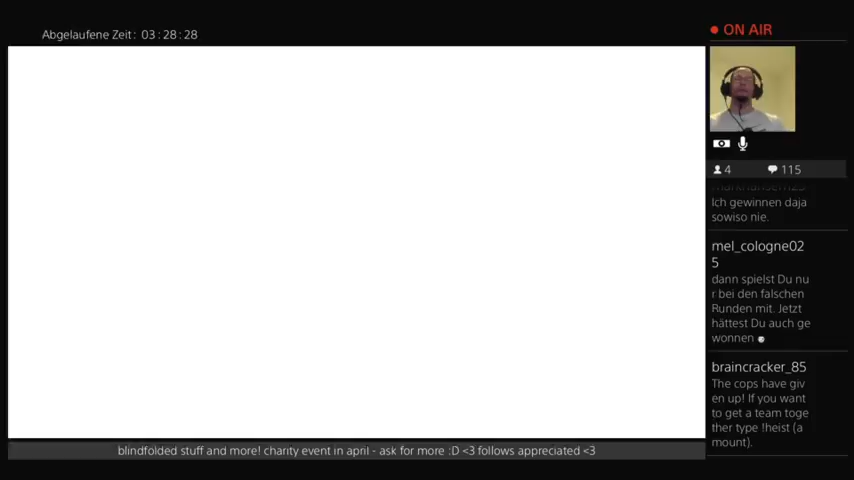 Abgelaufene Zeit: 03:28:28
ON AIR
4 115
Ich gewinnen daja
sowiso nie.
mel_cologne02
5
dann spielst Du nu
r bei den falschen
Runden mit. Jetzt
hättest Du auch ge
wonnen
braincracker_85
The cops have giv
en up! If you want
to get a team toge
ther type !heist (a
mount).
blindfolded stuff and more! charity event in april - ask for more :D <3 follows appreciated <3